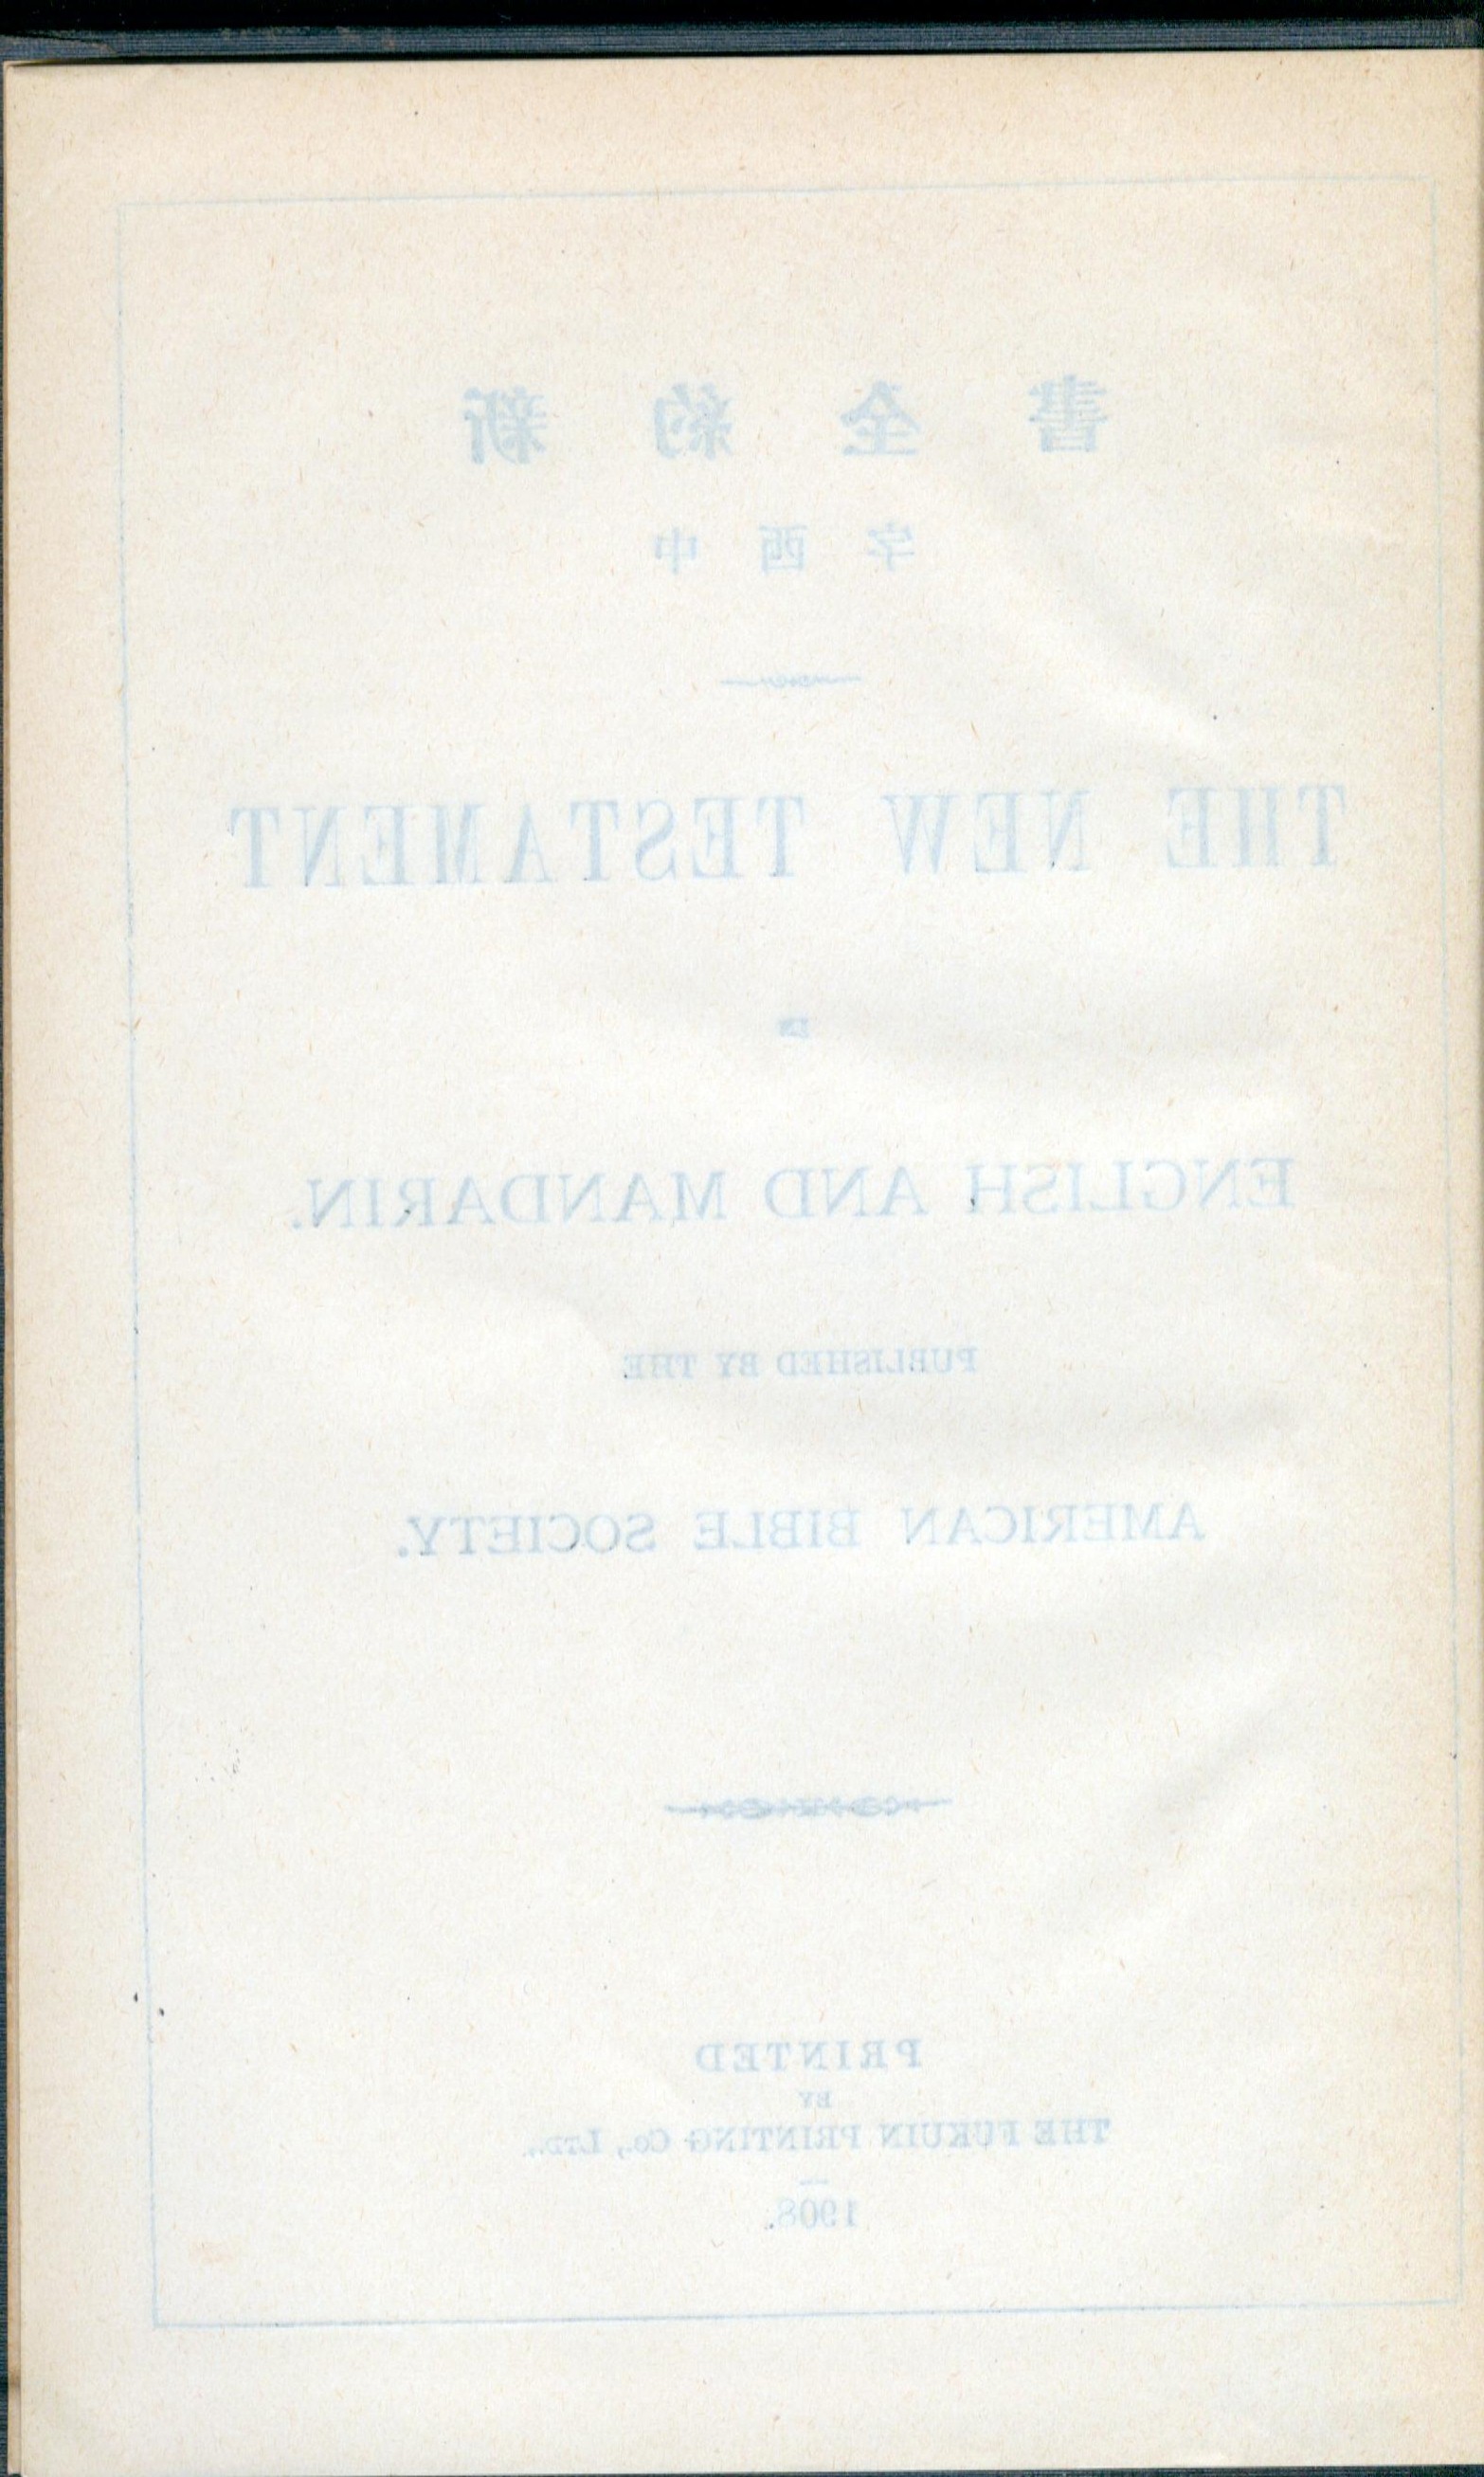 新約全書
中西字
THE NEW TESTAMENT
IN
ENGLISH AND MANDARIN.
PUBLISHED BY THE
AMERICAN BIBLE SOCIETY.
PRINTED
BY
THE FUKUIN PRINTING Co., LTD.,
1908.